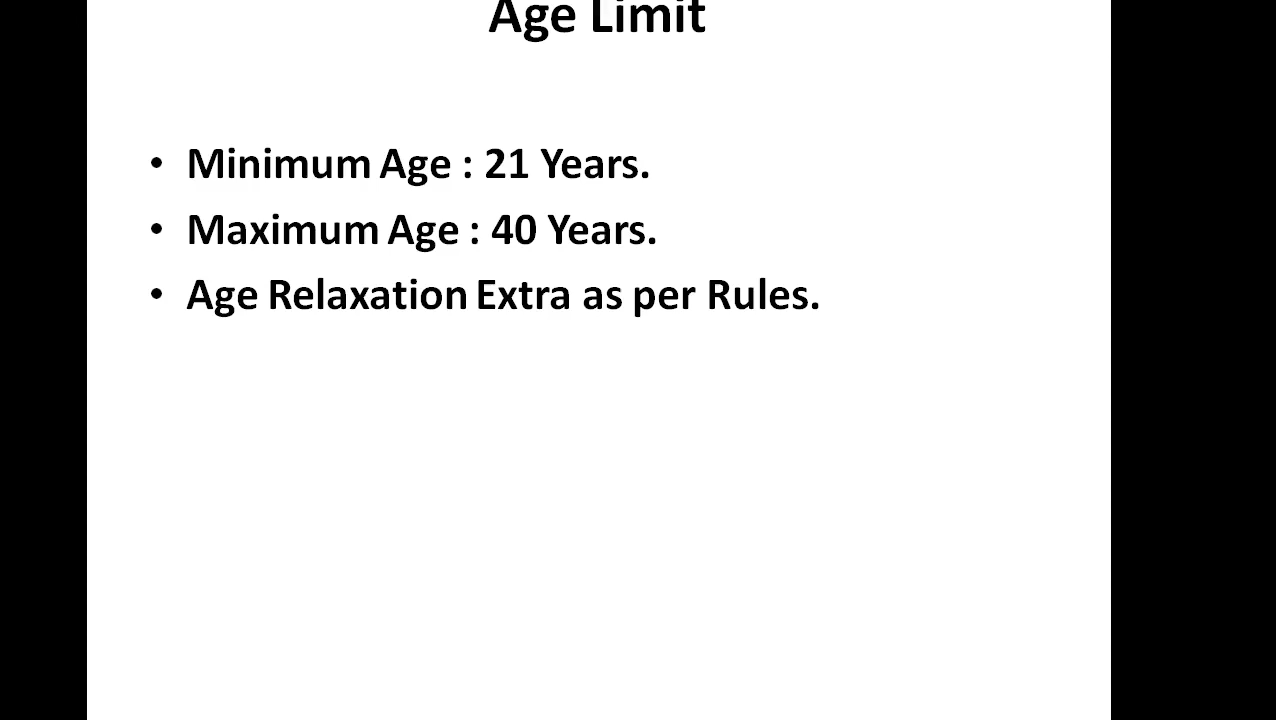 Age Limit
• Minimum Age : 21 Years.
• Maximum Age : 40 Years.
• Age Relaxation Extra as per Rules.